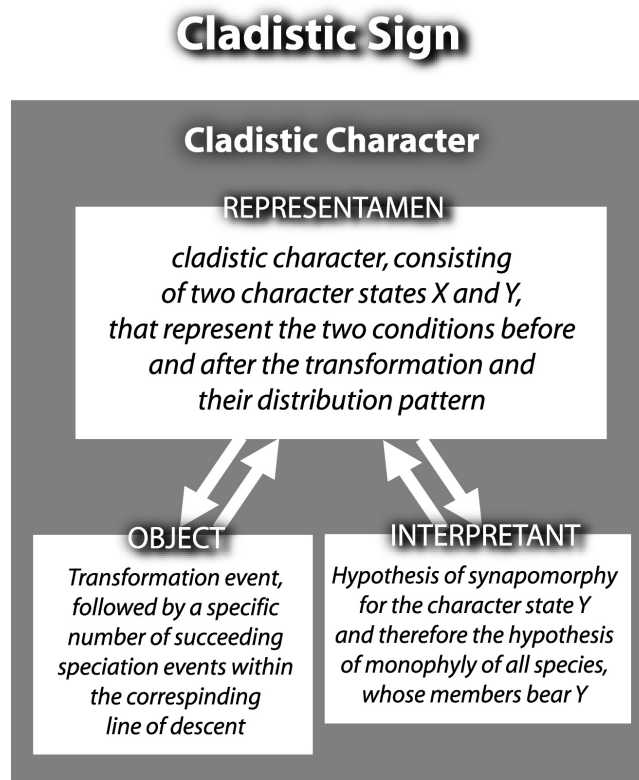 Cladistic Sign
Cladistic Character
REPRESENTAMEN
cladistic character, consisting
of two character states X and Y,
that represent the two conditions before
and after the transformation and
their distribution pattern
OBJECT
Transformation event,
followed by a specific
number of succeeding
speciation events within
the correspinding
line of descent
INTERPRETANT
Hypothesis of synapomorphy
for the character state Y
and therefore the hypothesis
of monophyly of all species,
whose members bear Y